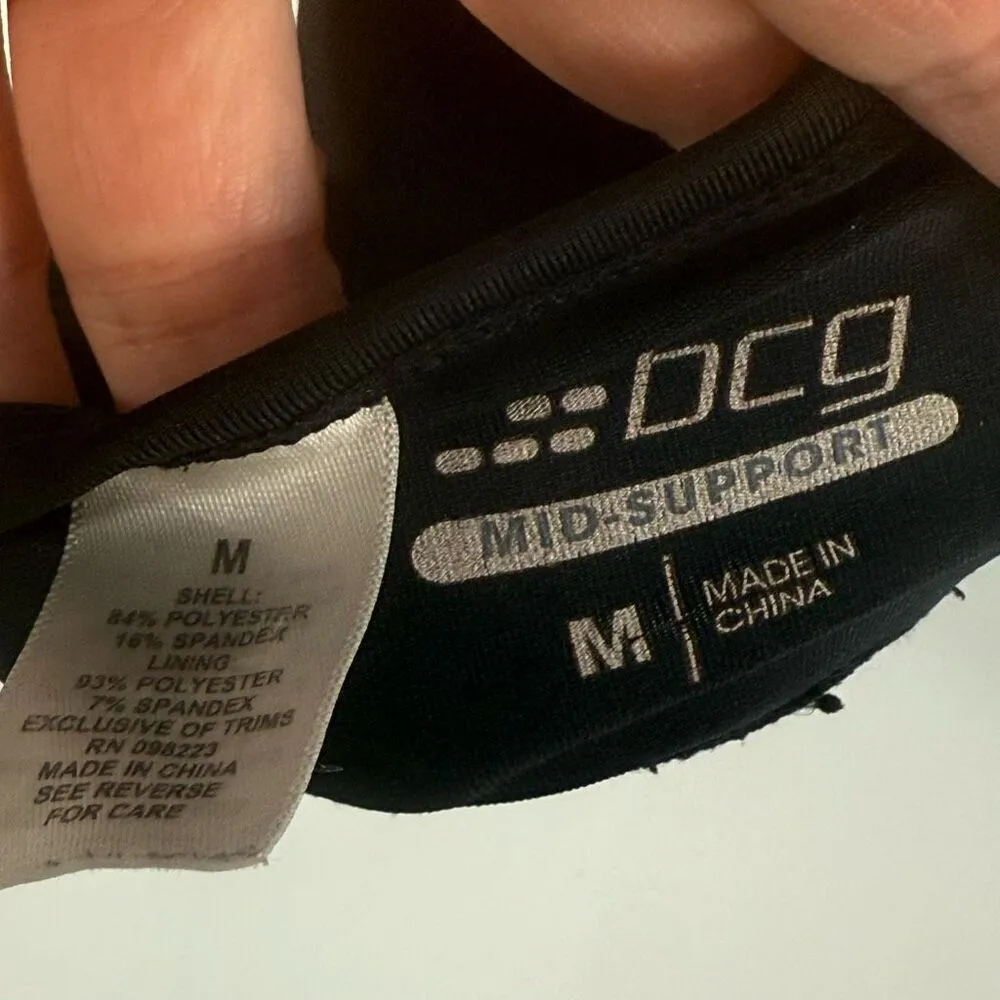 M
SHELL:
84% POLYESTER
16% SPANDEX
LINING
93% POLYESTER
7% SPANDEX
EXCLUSIVE OF TRIMS
RN 098223
MADE IN CHINA
SEE REVERSE
FOR CARE
bcg
MID-SUPPORT
M
MADE IN
CHINA